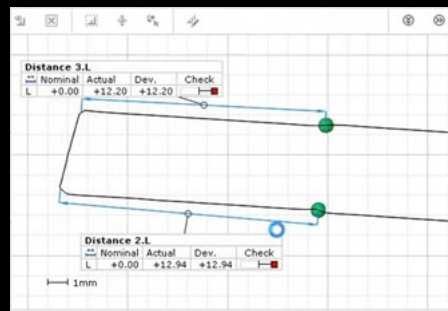 Distance 3.L
Nominal Actual Dev. Check
L +0.00 +12.20 +12.20
Distance 2.L
Nominal Actual Dev. Check
L +0.00 +12.94 +12.94
1mm